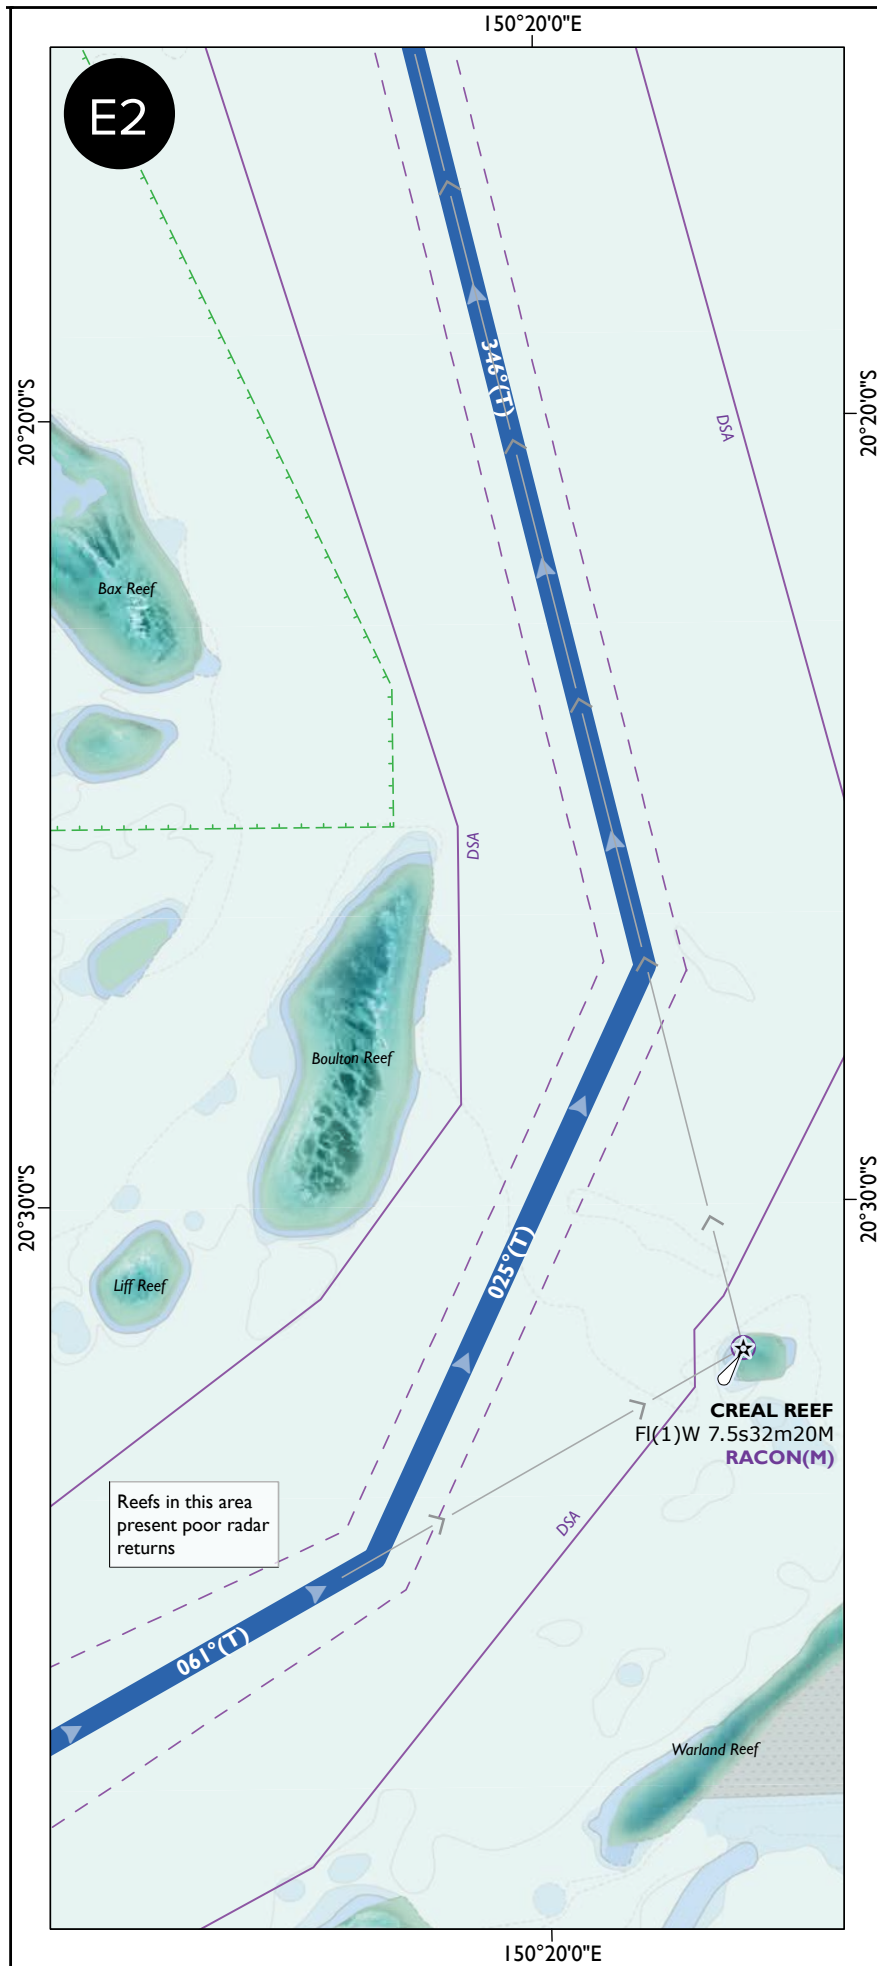 150°20'0"E
E2
346°(T)
20°20'0"S
20°20'0"S
DSA
Bax Reef
DSA
Boulton Reef
20°30'0"S
20°30'0"S
025°(T)
Liff Reef
CREAL REEF
Fl(1)W 7.5s32m20M
RACON(M)
Reefs in this area
present poor radar
returns
DSA
061°(T)
Warland Reef
150°20'0"E